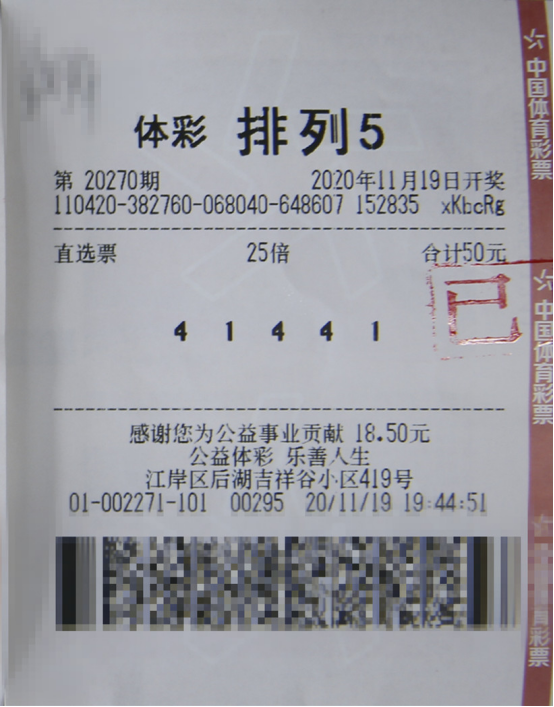 体彩 排列5
第 20270期 2020年11月19日开奖
110420-382760-068040-648607 152835 xKbcRg
直选票 25倍 合计50元
已
4 1 4 4 1
感谢您为公益事业贡献 18.50元
公益体彩 乐善人生
江岸区后湖吉祥谷小区419号
01-002271-101 00295 20/11/19 19:44:51
中国体育彩票
中国体育彩票
育彩票